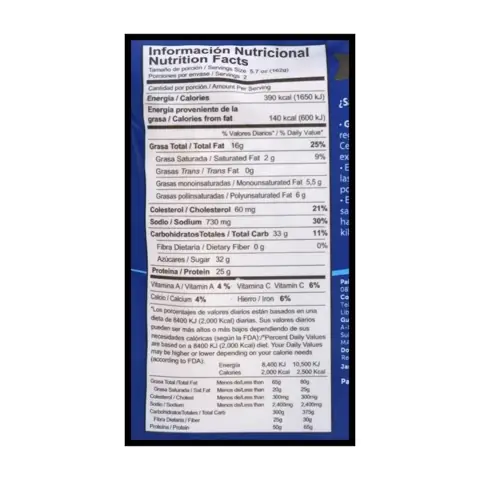 Información Nutricional
Nutrition Facts
Tamaño de porción / Servings Size 5.7 oz (162g)
Porciones por envase / Servings 2
Cantidad por porción / Amount Per Serving
Energía / Calories 390 kcal (1650 kJ)
Energía proveniente de la
grasa / Calories from fat 140 kcal (600 kJ)
% Valores Diarios* / % Daily Value*
Grasa Total / Total Fat 16g 25%
Grasa Saturada / Saturated Fat 2 g 9%
Grasas Trans / Trans Fat 0g
Grasas monoinsaturadas / Monounsaturated Fat 5,5 g
Grasas poliinsaturadas / Polyunsaturated Fat 6 g
Colesterol / Cholesterol 60 mg 21%
Sodio / Sodium 730 mg 30%
CarbohidratosTotales / Total Carb 33 g 11%
Fibra Dietaria / Dietary Fiber 0 g 0%
Azúcares / Sugar 32 g
Proteína / Protein 25 g
Vitamina A / Vitamin A 4 % Vitamina C Vitamin C 6%
Calcio / Calcium 4% Hierro / Iron 6%
*Los porcentajes de valores diarios están basados en una
dieta de 8400 KJ (2,000 Kcal) diarias. Sus valores diarios
pueden ser más altos o más bajos dependiendo de sus
necesidades calóricas (según la FDA)/*Percent Daily Values
are based on a 8400 KJ (2,000 Kcal) diet. Your Daily Values
may be higher or lower depending on your calorie needs
(according to FDA).
Energía 8,400 KJ 10,500 KJ
Calories 2,000 Kcal 2,500 Kcal
Grasa Total /Total Fat Menos de/Less than 65g 80g
Grasa Saturada / Sat Fat Menos de/Less than 20g 25g
Colesterol / Cholest Menos de/Less than 300mg 300mg
Sodio / Sodium Menos de/Less than 2,400mg 2,400mg
CarbohidratosTotales / Total Carb 300g 375g
Fibra Dietaria / Fiber 25g 30g
Proteína / Protein 50g 65g